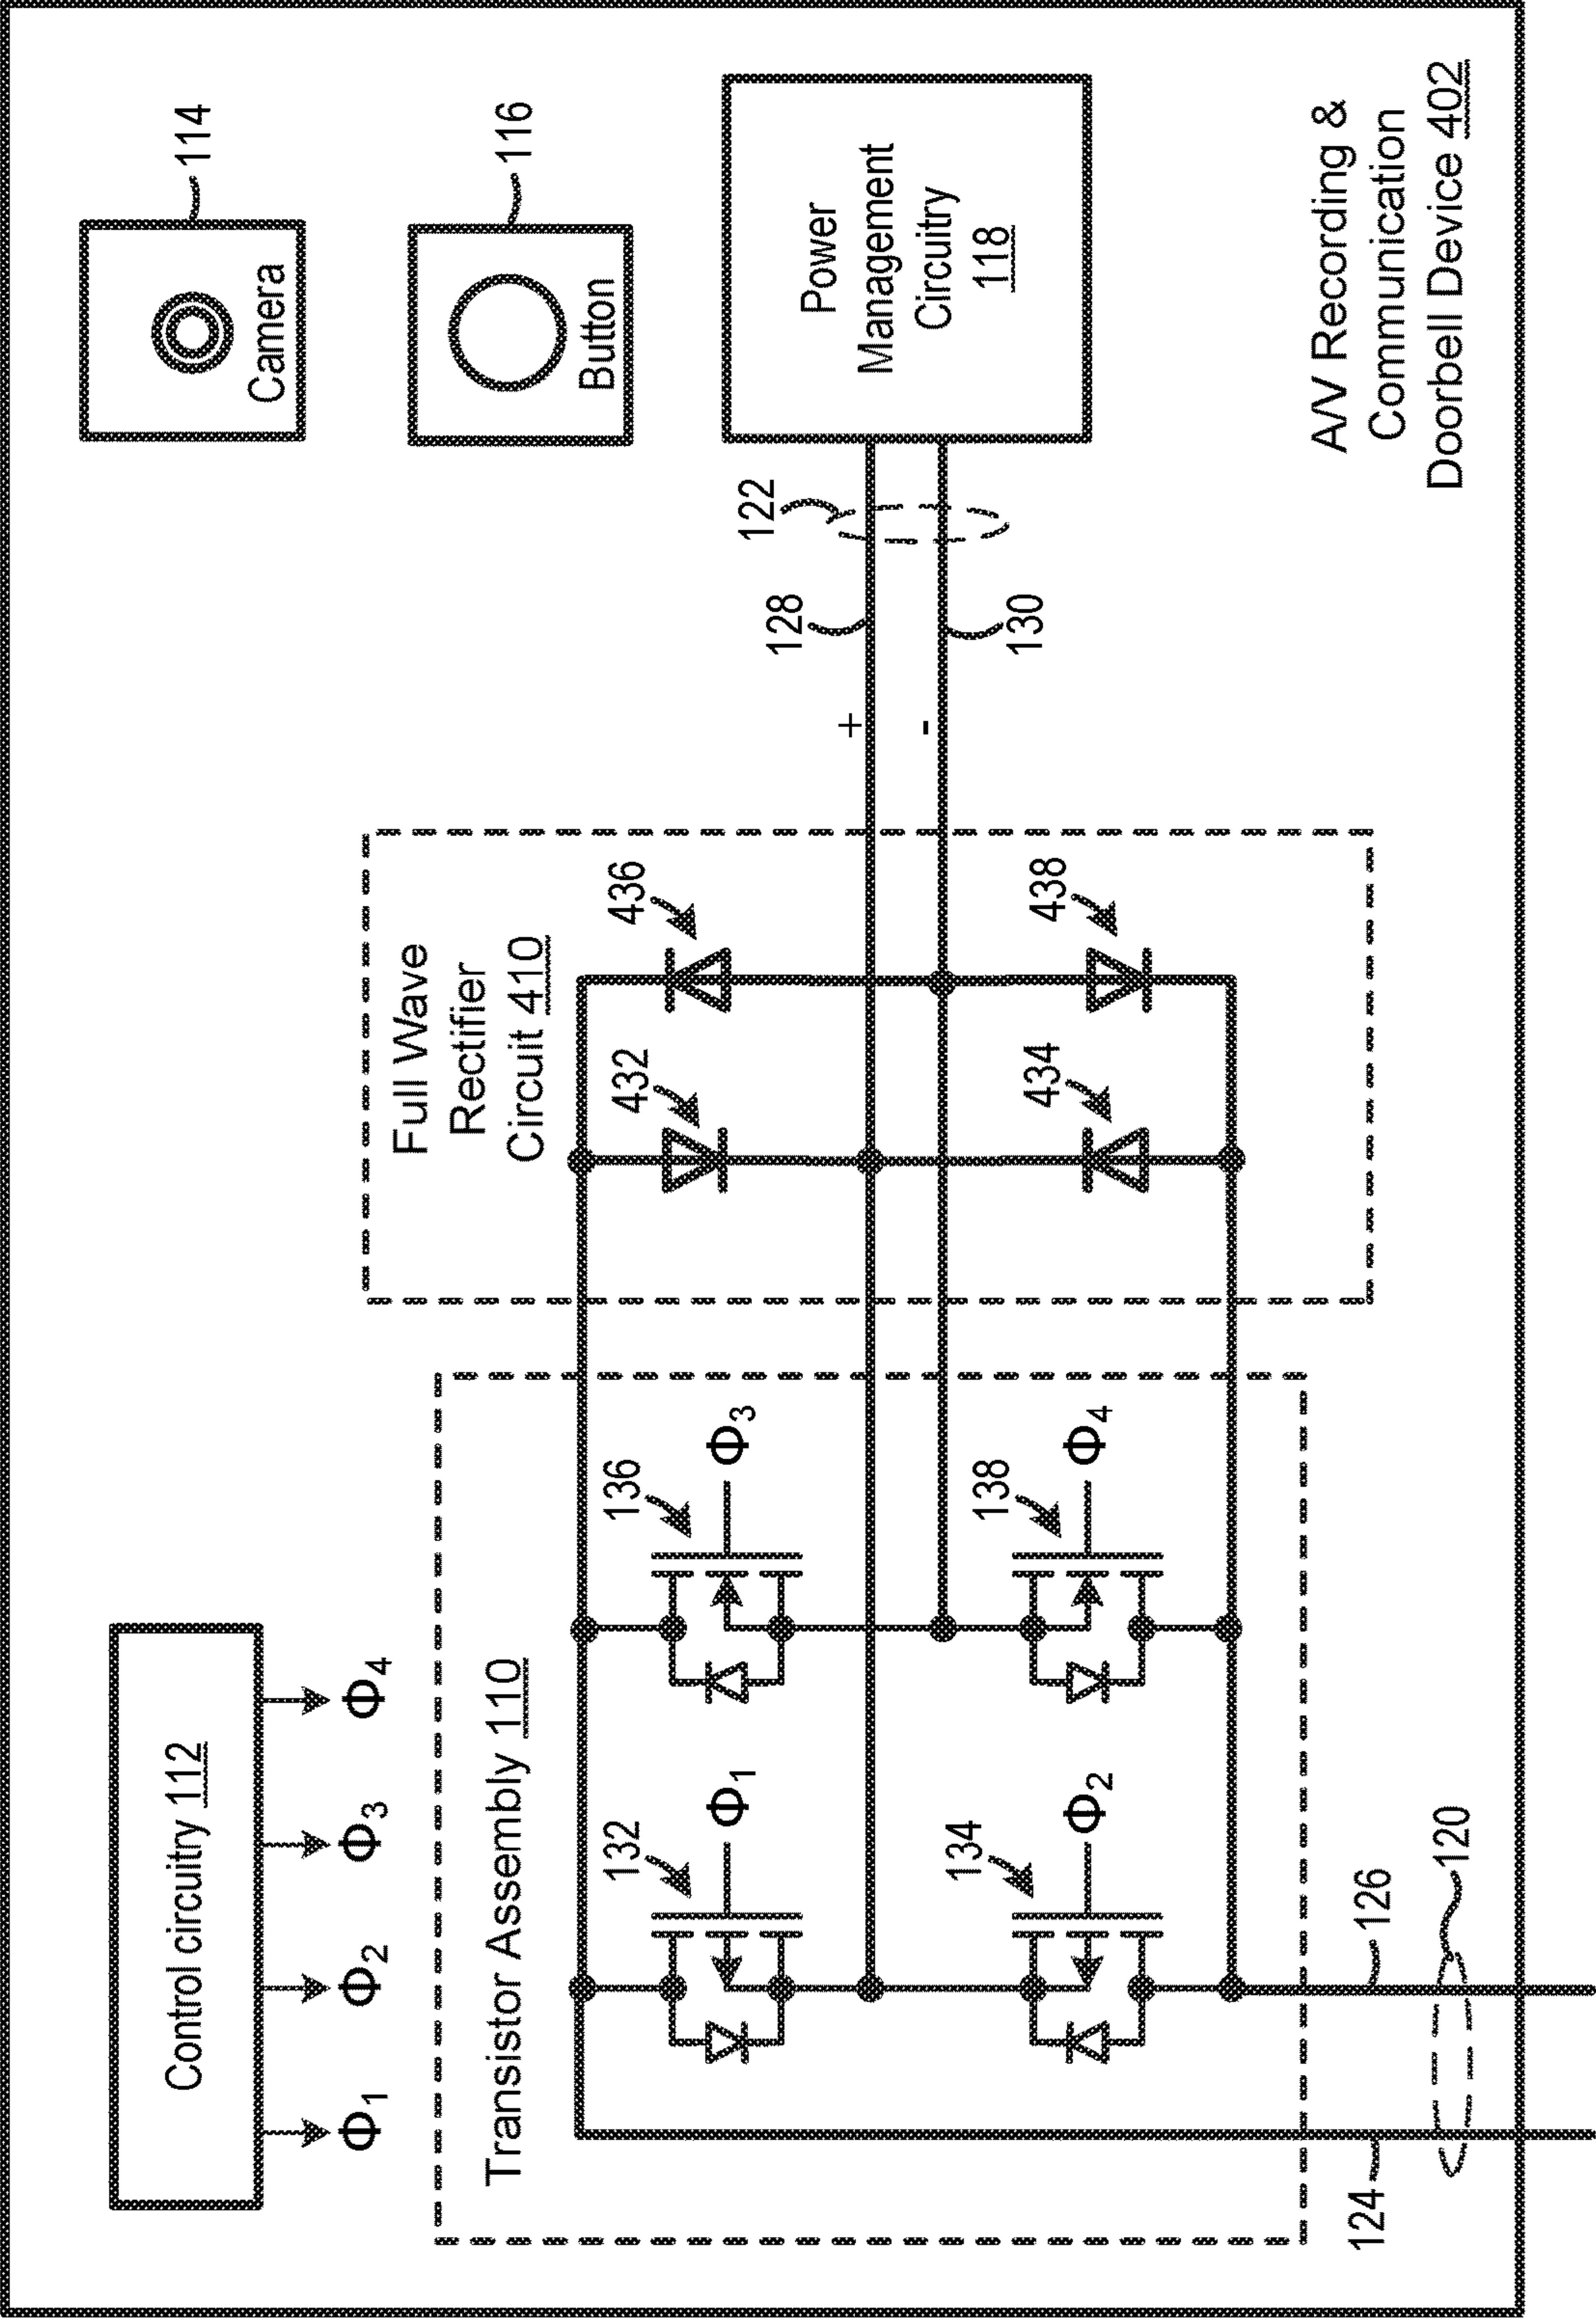 Control circuitry 112
Φ1
Φ2
Φ3
Φ4
114
Camera
116
Button
Transistor Assembly 110
132
Φ1
136
Φ3
134
Φ2
138
Φ4
Full Wave
Rectifier
Circuit 410
432
436
434
438
+
-
128
130
122
Power
Management
Circuitry
118
124
126
120
A/V Recording &
Communication
Doorbell Device 402